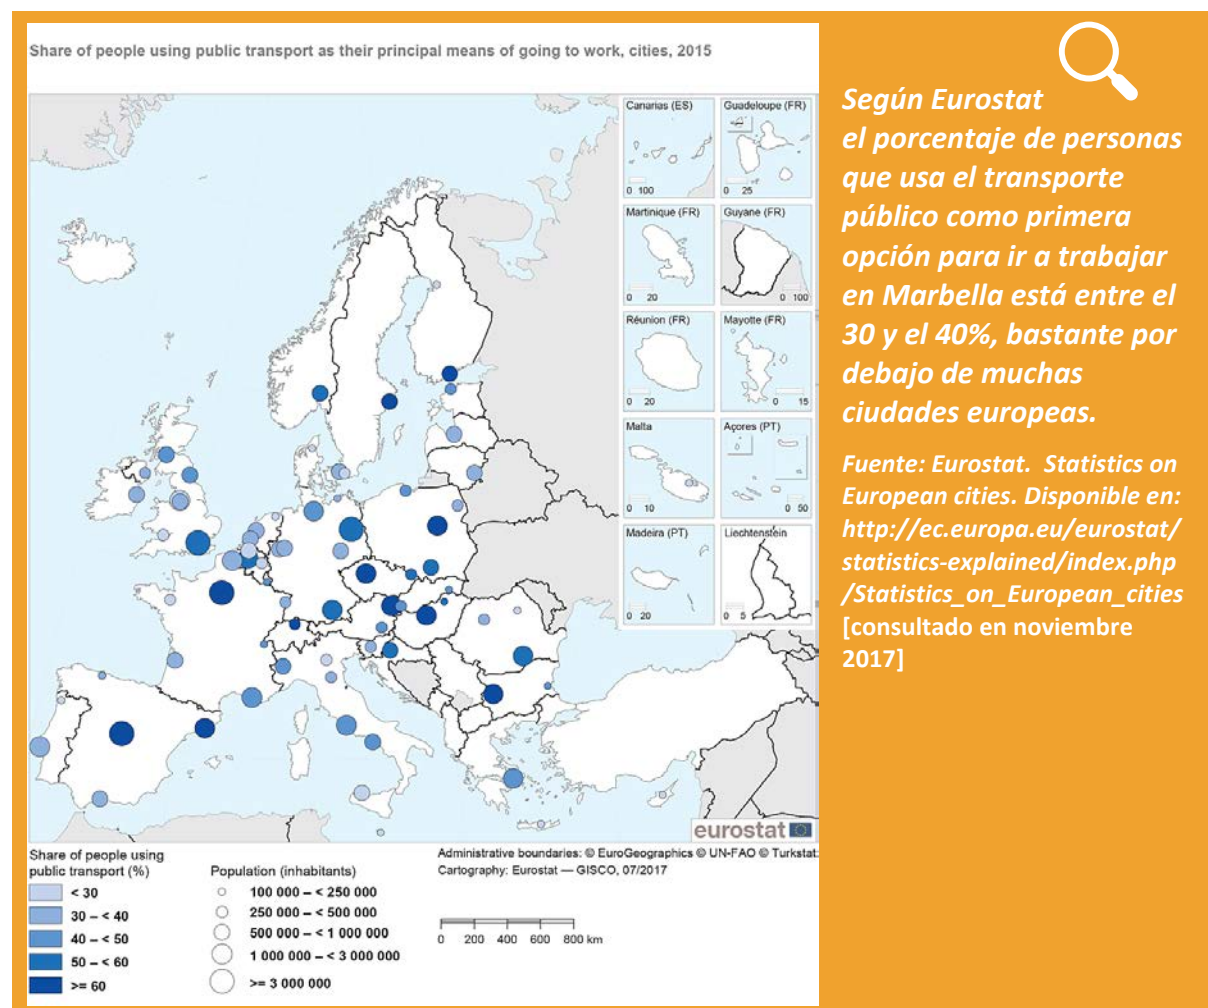 Share of people using public transport as their principal means of going to work, cities, 2015
Canarias (ES)
0 100
Guadeloupe (FR)
0 25
Martinique (FR)
0 20
Guyane (FR)
0 100
Réunion (FR)
0 20
Mayotte (FR)
0 15
Malta
0 10
Açores (PT)
0 50
Madeira (PT)
0 20
Liechtenstein
0 5
eurostat
Share of people using
public transport (%)
< 30
30 – < 40
40 – < 50
50 – < 60
>= 60
Population (inhabitants)
100 000 – < 250 000
250 000 – < 500 000
500 000 – < 1 000 000
1 000 000 – < 3 000 000
>= 3 000 000
Administrative boundaries: © EuroGeographics © UN-FAO © Turkstat
Cartography: Eurostat — GISCO, 07/2017
0 200 400 600 800 km
Según Eurostat
el porcentaje de personas
que usa el transporte
público como primera
opción para ir a trabajar
en Marbella está entre el
30 y el 40%, bastante por
debajo de muchas
ciudades europeas.
Fuente: Eurostat. Statistics on
European cities. Disponible en:
http://ec.europa.eu/eurostat/
statistics-explained/index.php
/Statistics_on_European_cities
[consultado en noviembre
2017]